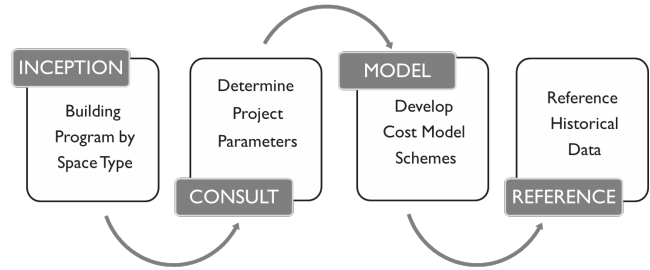 INCEPTION
Building
Program by
Space Type
Determine
Project
Parameters
CONSULT
MODEL
Develop
Cost Model
Schemes
Reference
Historical
Data
REFERENCE